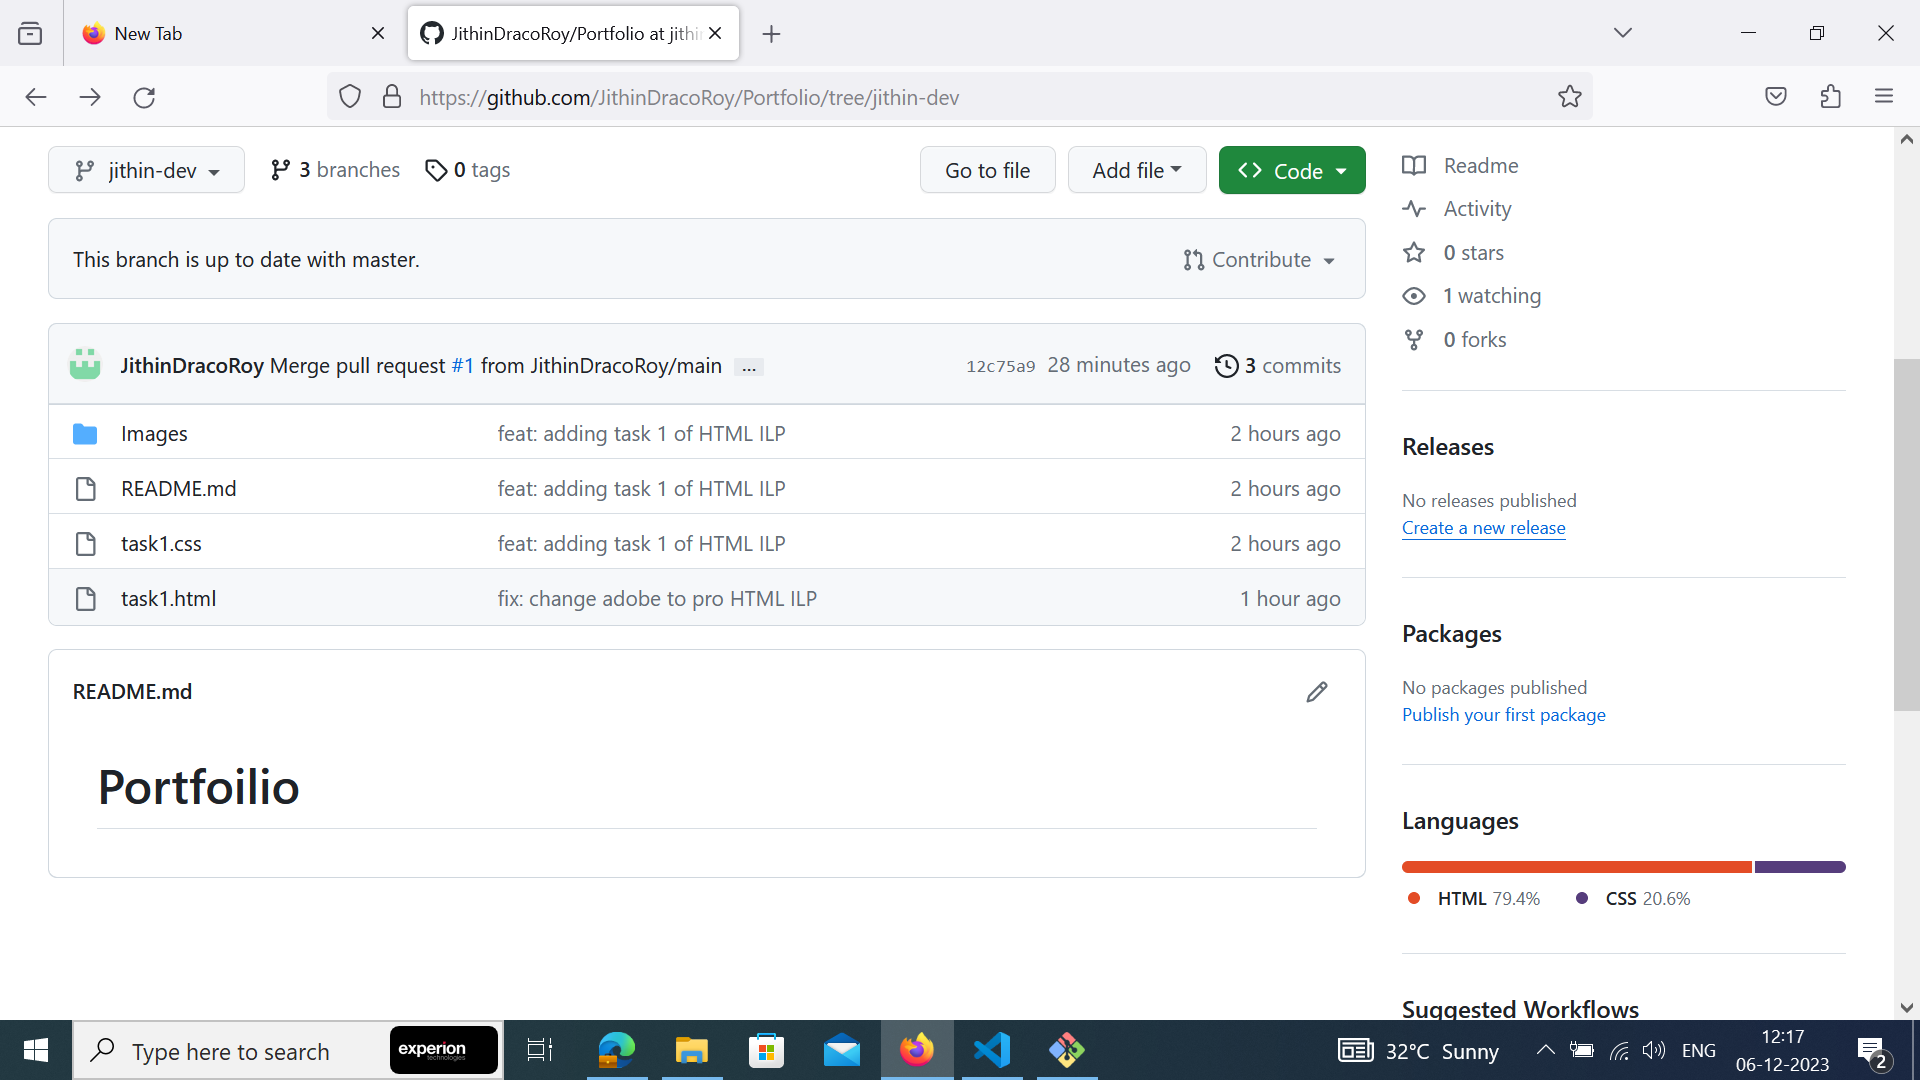 New Tab
JithinDracoRoy/Portfolio at jithi
https://github.com/JithinDracoRoy/Portfolio/tree/jithin-dev
jithin-dev
3 branches
0 tags
Go to file
Add file
Code
This branch is up to date with master.
Contribute
JithinDracoRoy Merge pull request #1 from JithinDracoRoy/main ...
12c75a9 28 minutes ago
3 commits
Images feat: adding task 1 of HTML ILP 2 hours ago
README.md feat: adding task 1 of HTML ILP 2 hours ago
task1.css feat: adding task 1 of HTML ILP 2 hours ago
task1.html fix: change adobe to pro HTML ILP 1 hour ago
README.md
Portfoilio
Readme
Activity
0 stars
1 watching
0 forks
Releases
No releases published
Create a new release
Packages
No packages published
Publish your first package
Languages
HTML 79.4% CSS 20.6%
Suggested Workflows
Type here to search
experion
technologies
32°C Sunny
ENG
12:17
06-12-2023
2